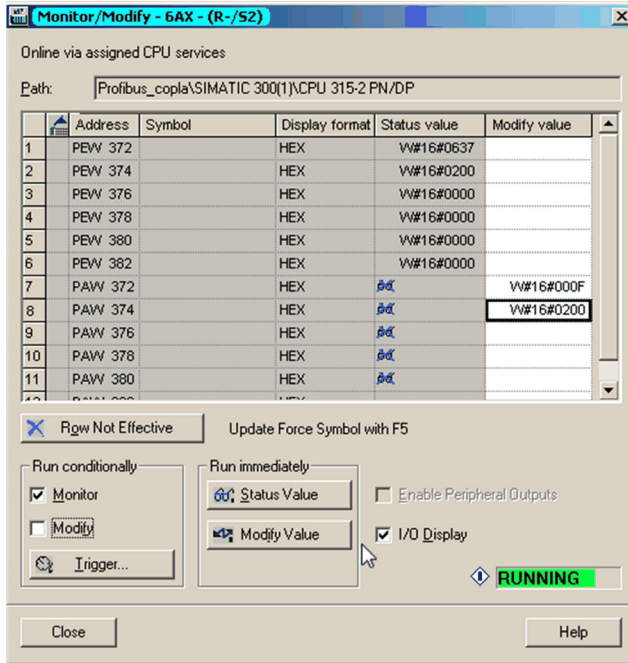 Monitor/Modify - 6AX - (R-/S2)
Online via assigned CPU services
Path: Profibus_copla\SIMATIC 300(1)\CPU 315-2 PN/DP
Address Symbol Display format Status value Modify value
1 PEW 372 HEX W#16#0637
2 PEW 374 HEX W#16#0200
3 PEW 376 HEX W#16#0000
4 PEW 378 HEX W#16#0000
5 PEW 380 HEX W#16#0000
6 PEW 382 HEX W#16#0000
7 PAW 372 HEX W#16#000F
8 PAW 374 HEX W#16#0200
9 PAW 376 HEX
10 PAW 378 HEX
11 PAW 380 HEX
Row Not Effective Update Force Symbol with F5
Run conditionally Run immediately
Monitor Status Value Enable Peripheral Outputs
Modify Modify Value I/O Display
Trigger... RUNNING
Close Help